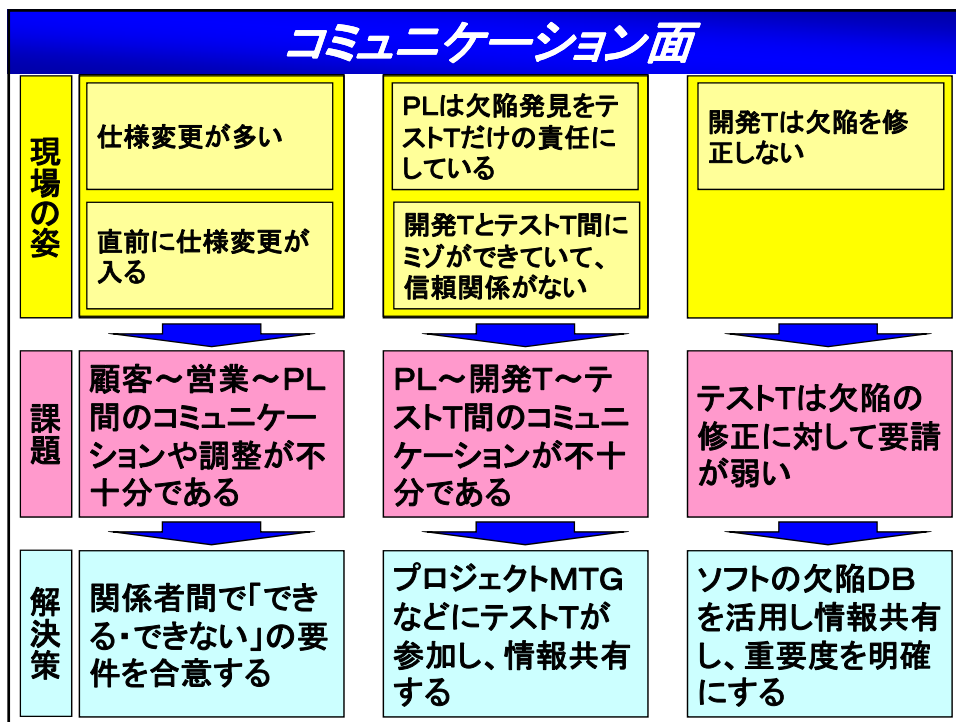 コミュニケーション面
現場の姿
仕様変更が多い
直前に仕様変更が
入る
PLは欠陥発見をテ
ストTだけの責任に
している
開発TとテストT間に
ミゾができていて、
信頼関係がない
開発Tは欠陥を修
正しない
課題
顧客～営業～PL
間のコミュニケー
ションや調整が不
十分である
PL～開発T～テ
ストT間のコミュニ
ケーションが不十
分である
テストTは欠陥の
修正に対して要請
が弱い
解決策
関係者間で「でき
る・できない」の要
件を合意する
プロジェクトMTG
などにテストTが
参加し、情報共有
する
ソフトの欠陥DB
を活用し情報共有
し、重要度を明確
にする